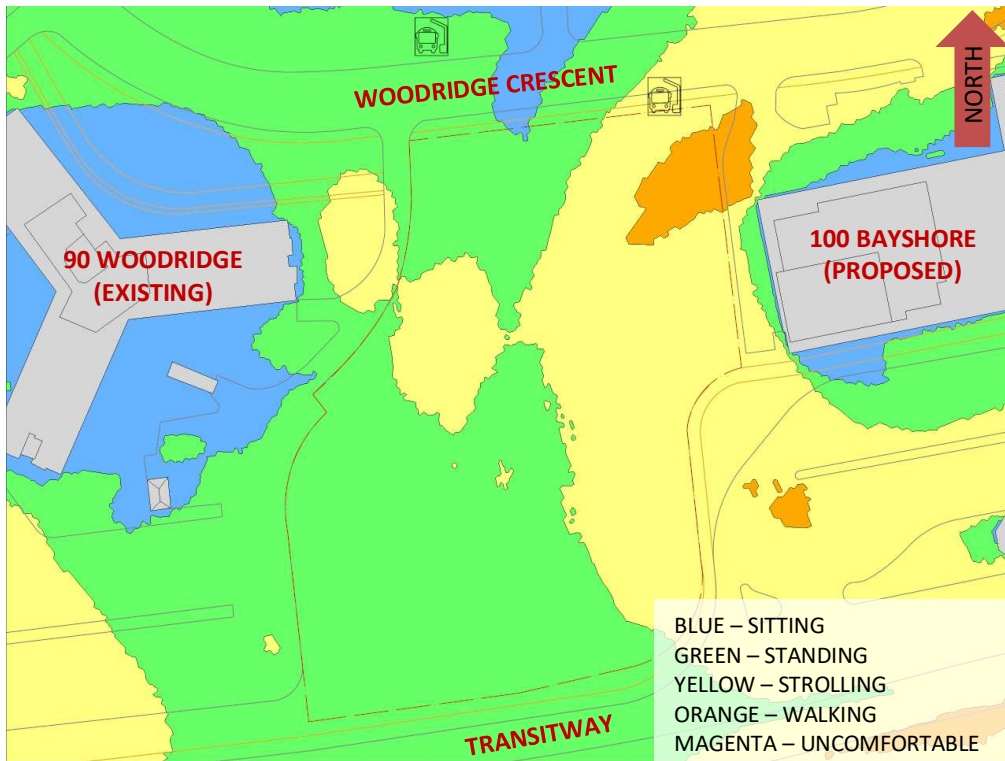 WOODRIDGE CRESCENT
NORTH
90 WOODRIDGE
(EXISTING)
100 BAYSHORE
(PROPOSED)
BLUE – SITTING
GREEN – STANDING
YELLOW – STROLLING
ORANGE – WALKING
MAGENTA – UNCOMFORTABLE
TRANSITWAY